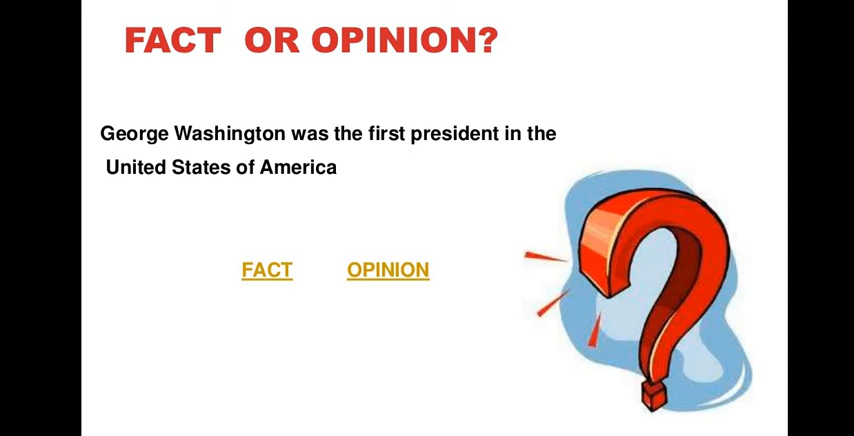 FACT OR OPINION?
George Washington was the first president in the
United States of America
FACT OPINION